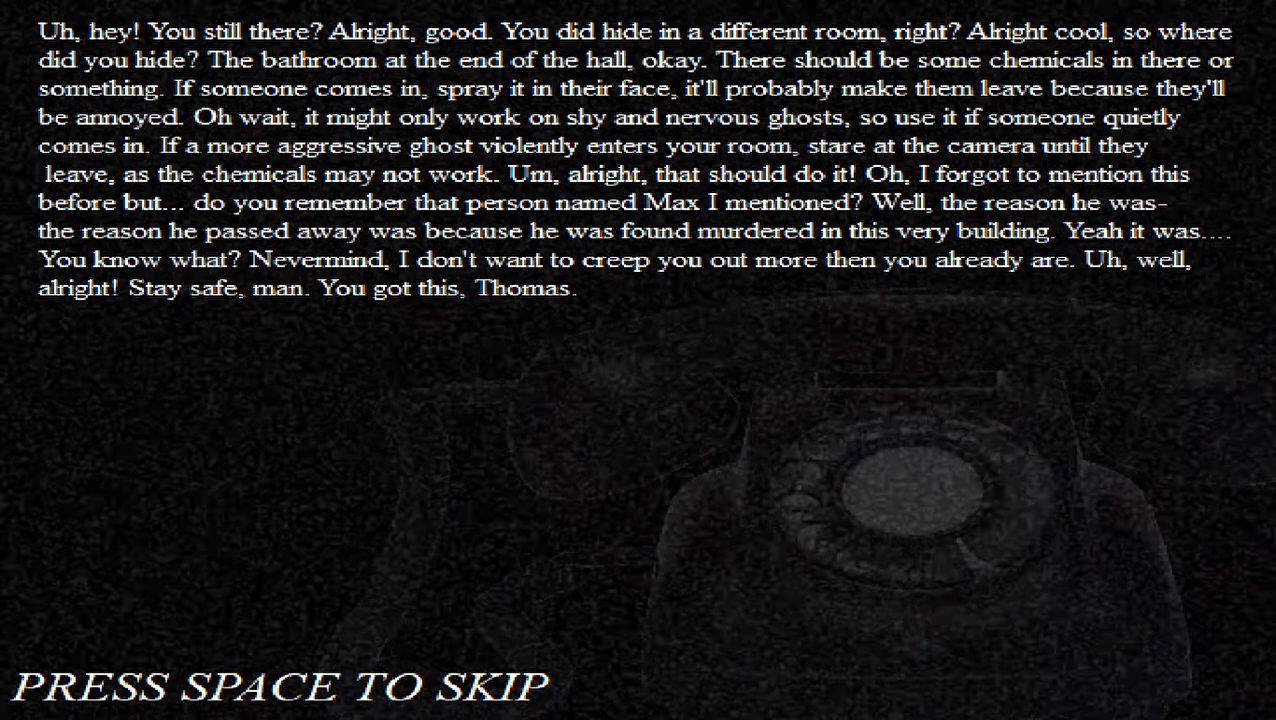 Uh, hey! You still there? Alright, good. You did hide in a different room, right? Alright cool, so where
did you hide? The bathroom at the end of the hall, okay. There should be some chemicals in there or
something. If someone comes in, spray it in their face, it'll probably make them leave because they'll
be annoyed. Oh wait, it might only work on shy and nervous ghosts, so use it if someone quietly
comes in. If a more aggressive ghost violently enters your room, stare at the camera until they
leave, as the chemicals may not work. Um, alright, that should do it! Oh, I forgot to mention this
before but... do you remember that person named Max I mentioned? Well, the reason he was-
the reason he passed away was because he was found murdered in this very building. Yeah it was....
You know what? Nevermind, I don't want to creep you out more then you already are. Uh, well,
alright! Stay safe, man. You got this, Thomas.
PRESS SPACE TO SKIP